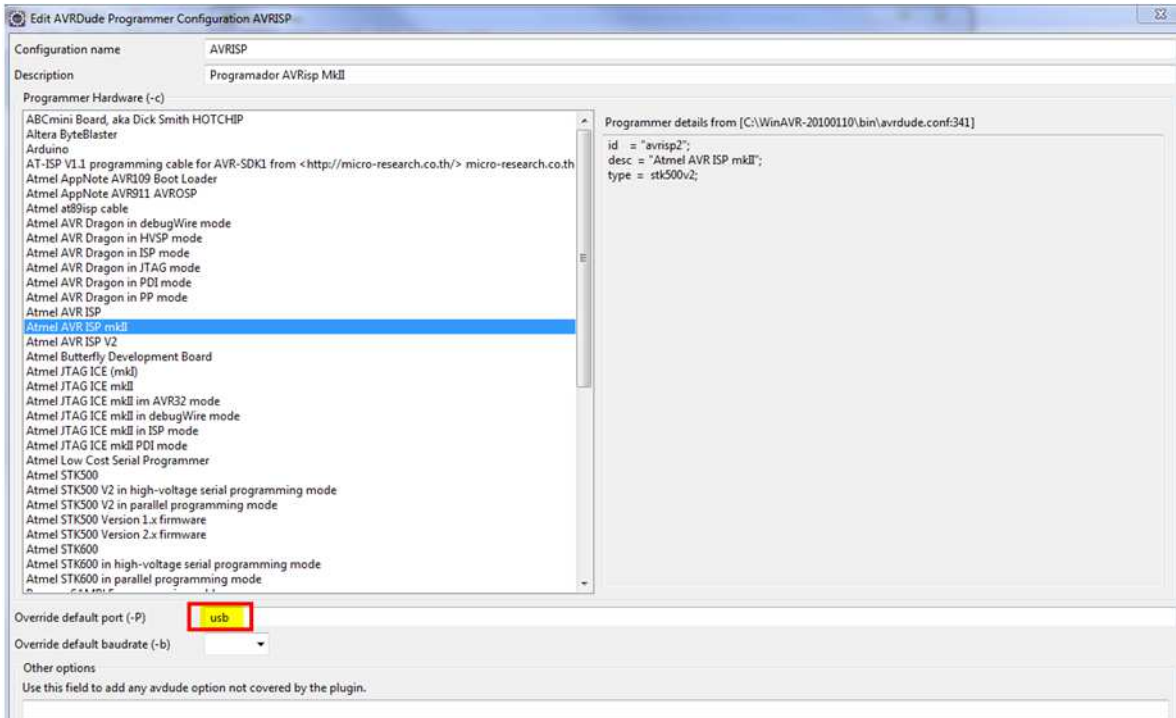 Edit AVRDude Programmer Configuration AVRISP
Configuration name AVRISP
Description Programador AVRisp MkII
Programmer Hardware (-c)
ABCmini Board, aka Dick Smith HOTCHIP
Altera ByteBlaster
Arduino
AT-ISP V1.1 programming cable for AVR-SDK1 from <http://micro-research.co.th/> micro-research.co.th
Atmel AppNote AVR109 Boot Loader
Atmel AppNote AVR911 AVROSP
Atmel at89isp cable
Atmel AVR Dragon in debugWire mode
Atmel AVR Dragon in HVSP mode
Atmel AVR Dragon in ISP mode
Atmel AVR Dragon in JTAG mode
Atmel AVR Dragon in PDI mode
Atmel AVR Dragon in PP mode
Atmel AVR ISP
Atmel AVR ISP mkII
Atmel AVR ISP V2
Atmel Butterfly Development Board
Atmel JTAG ICE (mkI)
Atmel JTAG ICE mkII
Atmel JTAG ICE mkII im AVR32 mode
Atmel JTAG ICE mkII in debugWire mode
Atmel JTAG ICE mkII in ISP mode
Atmel JTAG ICE mkII PDI mode
Atmel Low Cost Serial Programmer
Atmel STK500
Atmel STK500 V2 in high-voltage serial programming mode
Atmel STK500 V2 in parallel programming mode
Atmel STK500 Version 1.x firmware
Atmel STK500 Version 2.x firmware
Atmel STK600
Atmel STK600 in high-voltage serial programming mode
Atmel STK600 in parallel programming mode
Programmer details from [C:\WinAVR-20100110\bin\avrdude.conf:341]
id = "avrisp2";
desc = "Atmel AVR ISP mkII";
type = stk500v2;
Override default port (-P) usb
Override default baudrate (-b)
Other options
Use this field to add any avdude option not covered by the plugin.